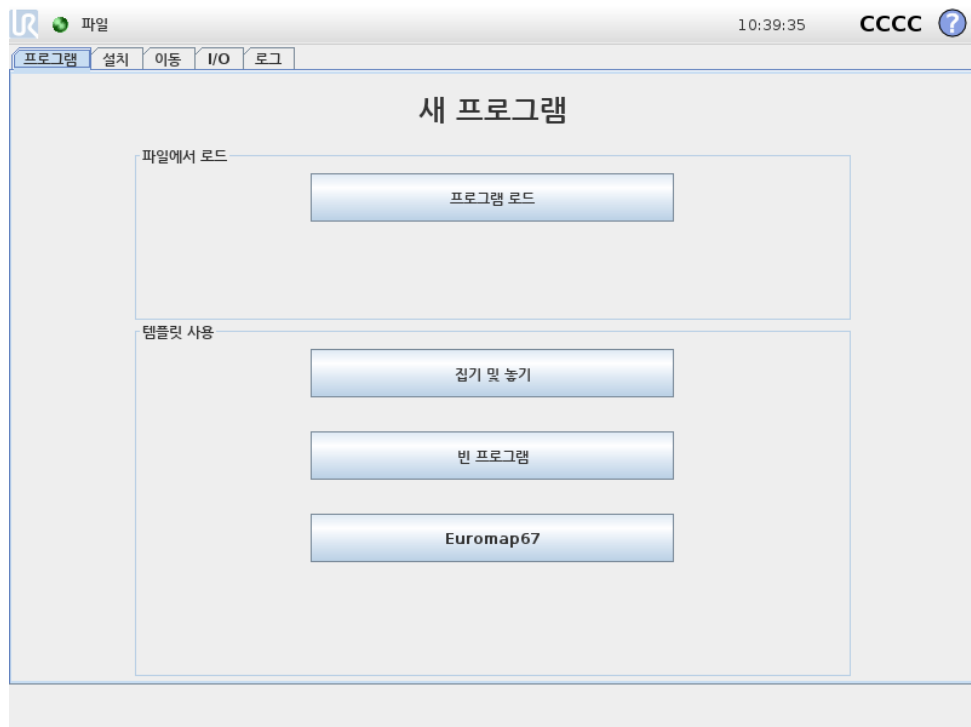 UR 파일 10:39:35 CCCC ?
프로그램 설치 이동 I/O 로그
새 프로그램
파일에서 로드
프로그램 로드
템플릿 사용
집기 및 놓기
빈 프로그램
Euromap67